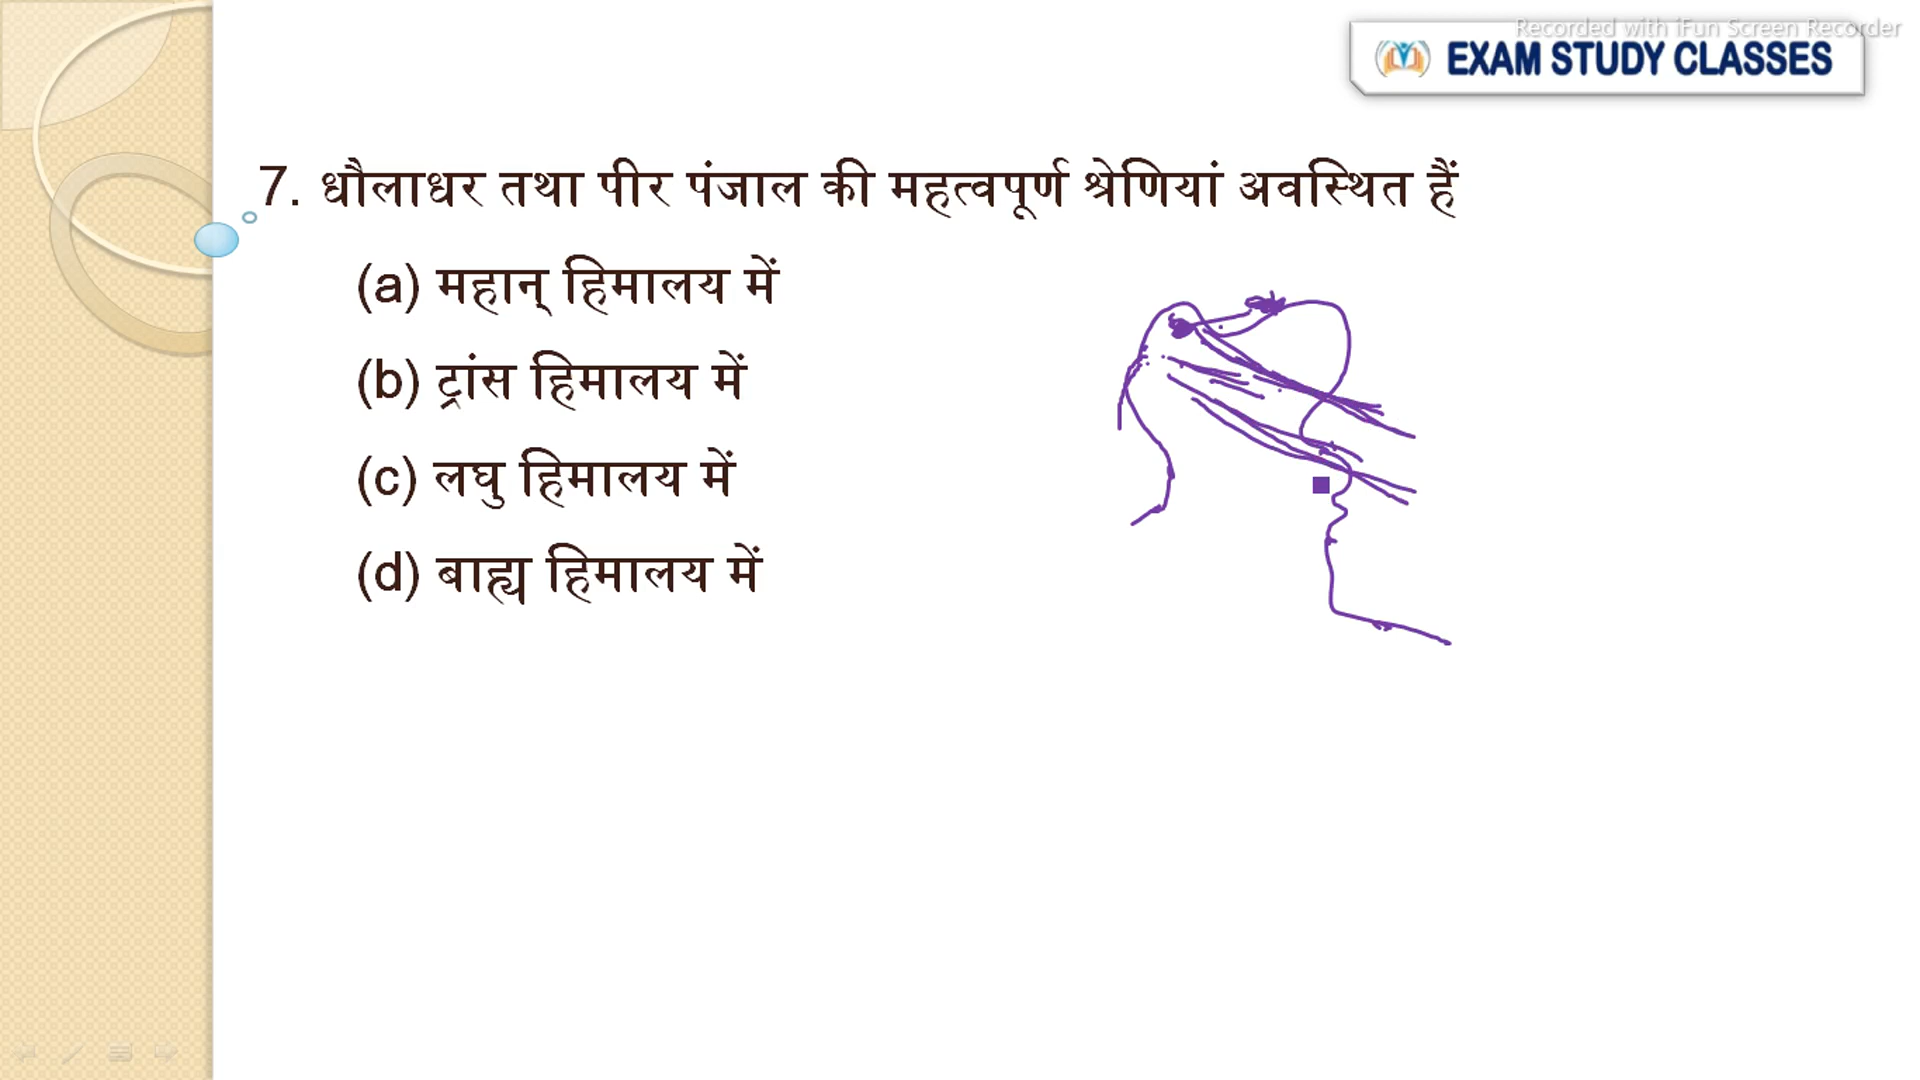 Recorded with iFun Screen Recorder
EXAM STUDY CLASSES
7. धौलाधर तथा पीर पंजाल की महत्वपूर्ण श्रेणियां अवस्थित हैं
(a) महान् हिमालय में
(b) ट्रांस हिमालय में
(c) लघु हिमालय में
(d) बाह्य हिमालय में